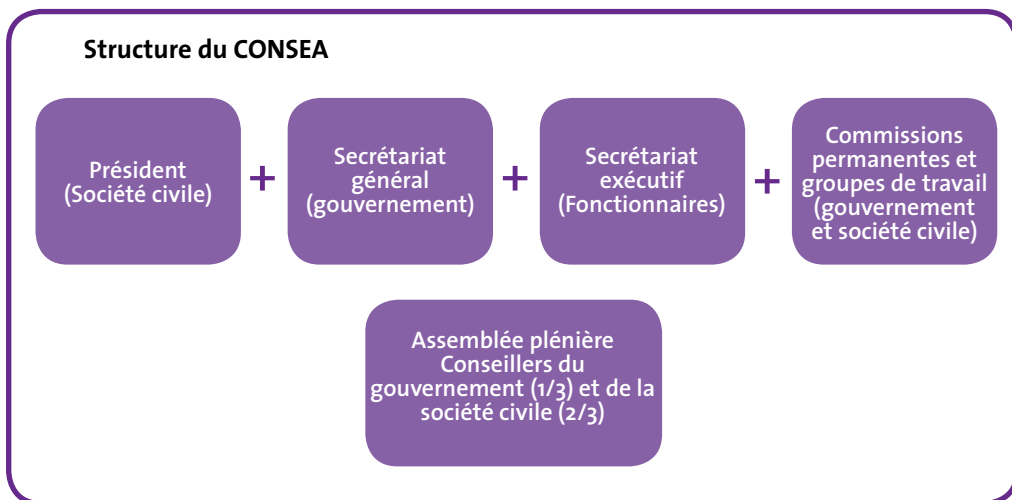 Structure du CONSEA
Président
(Société civile)
+
Secrétariat
général
(gouvernement)
+
Secrétariat
exécutif
(Fonctionnaires)
+
Commissions
permanentes et
groupes de travail
(gouvernement
et société civile)
Assemblée plénière
Conseillers du
gouvernement (1/3) et de la
société civile (2/3)